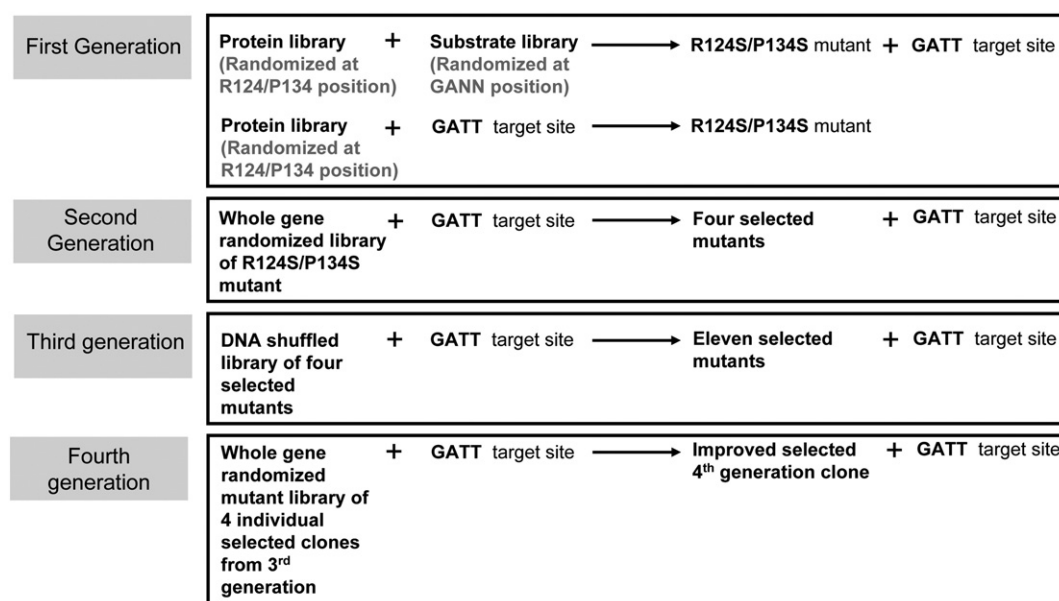 First Generation
Protein library + Substrate library R124S/P134S mutant + GATT target site
(Randomized at (Randomized at
R124/P134 position) GANN position)
Protein library + GATT target site R124S/P134S mutant
(Randomized at
R124/P134 position)
Second
Generation
Whole gene + GATT target site Four selected + GATT target site
randomized library mutants
of R124S/P134S
mutant
Third generation
DNA shuffled + GATT target site Eleven selected + GATT target site
library of four mutants
selected
mutants
Fourth
generation
Whole gene + GATT target site Improved selected + GATT target site
randomized 4th generation clone
mutant library of
4 individual
selected clones
from 3rd
generation